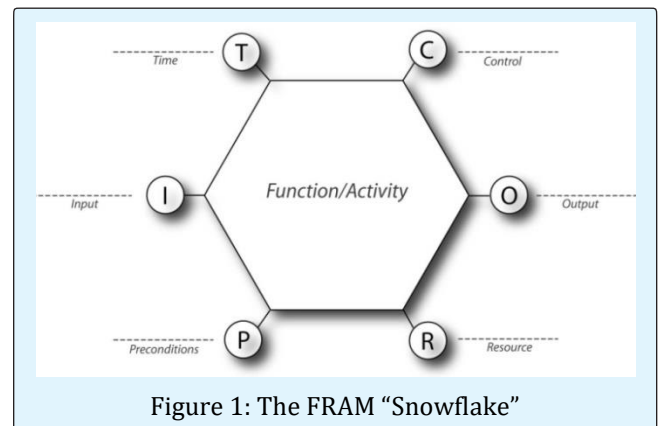 T
C
Time
Control
I
Function/Activity
O
Input
Output
P
R
Preconditions
Resource
Figure 1: The FRAM “Snowflake”